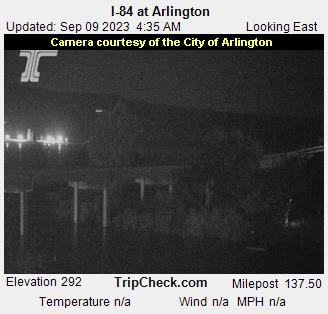 I-84 at Arlington
Updated: Sep 09 2023 4:35 AM Looking East
Camera courtesy of the City of Arlington
Elevation 292 TripCheck.com Milepost 137.50
Temperature n/a Wind n/a MPH n/a